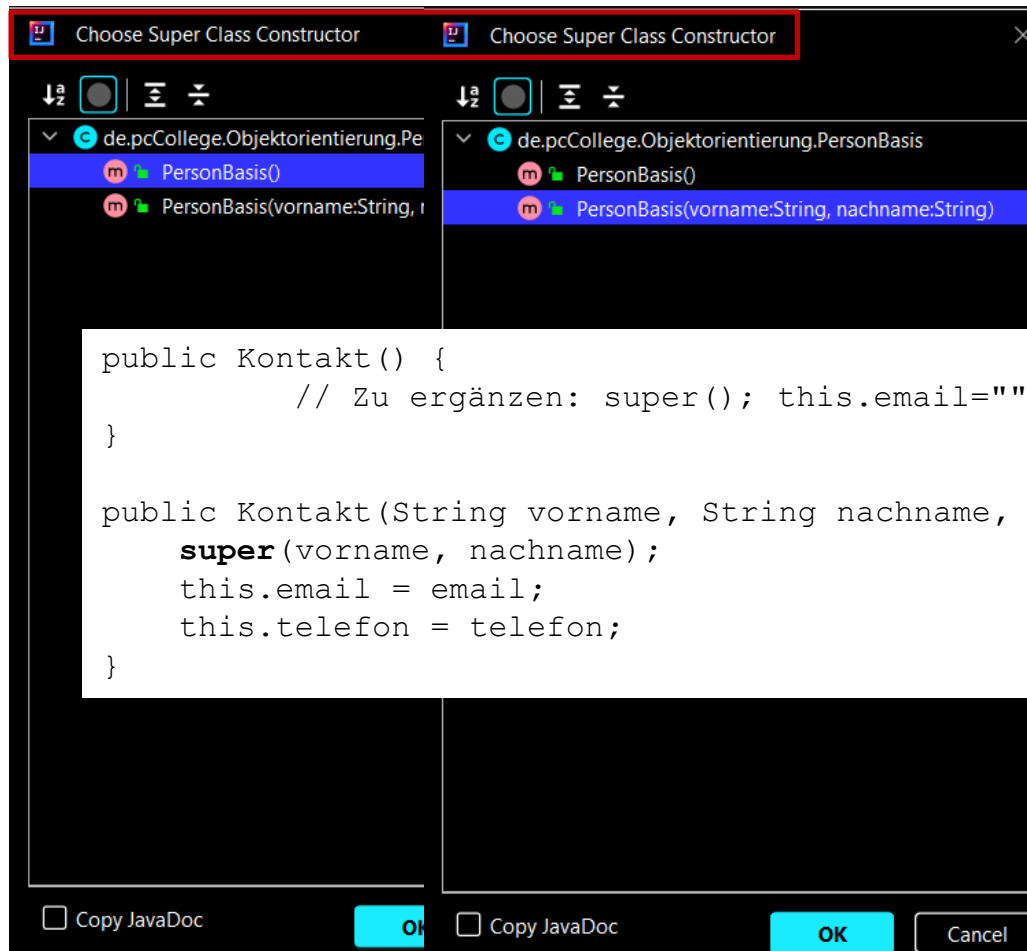 Choose Super Class Constructor
de.pcCollege.Objektorientierung.Pe
PersonBasis()
PersonBasis(vorname:String,
Choose Super Class Constructor
de.pcCollege.Objektorientierung.PersonBasis
PersonBasis()
PersonBasis(vorname:String, nachname:String)
public Kontakt() {
// Zu ergänzen: super(); this.email=""
}
public Kontakt(String vorname, String nachname,
super(vorname, nachname);
this.email = email;
this.telefon = telefon;
}
Copy JavaDoc
OK
Copy JavaDoc
OK
Cancel